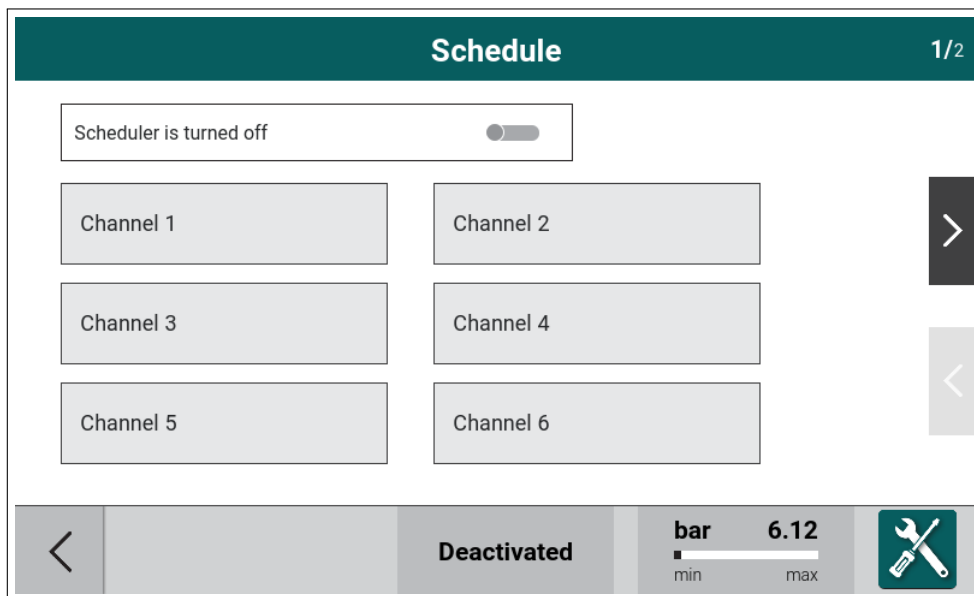 Schedule
1/2
Scheduler is turned off
Channel 1
Channel 2
Channel 3
Channel 4
Channel 5
Channel 6
Deactivated
bar 6.12
min max